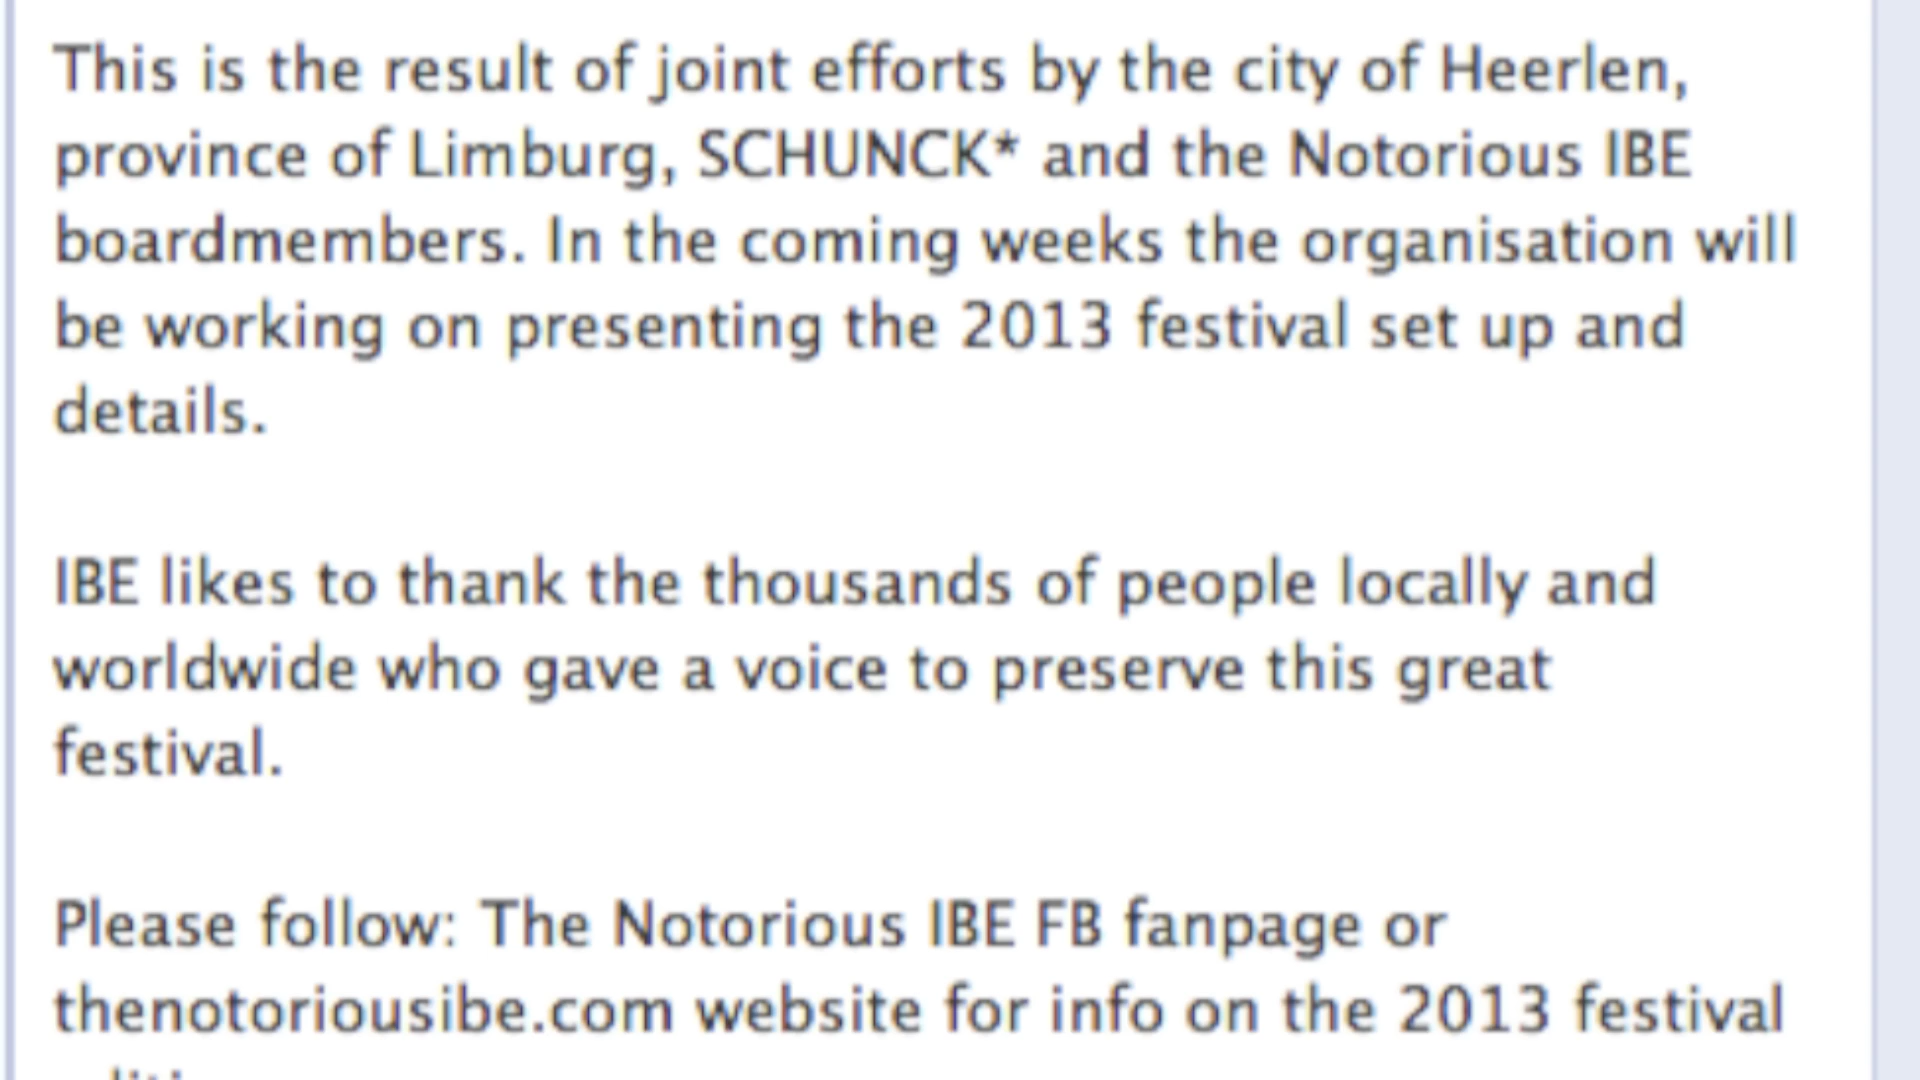 This is the result of joint efforts by the city of Heerlen,
province of Limburg, SCHUNCK* and the Notorious IBE
boardmembers. In the coming weeks the organisation will
be working on presenting the 2013 festival set up and
details.
IBE likes to thank the thousands of people locally and
worldwide who gave a voice to preserve this great
festival.
Please follow: The Notorious IBE FB fanpage or
thenotoriousibe.com website for info on the 2013 festival